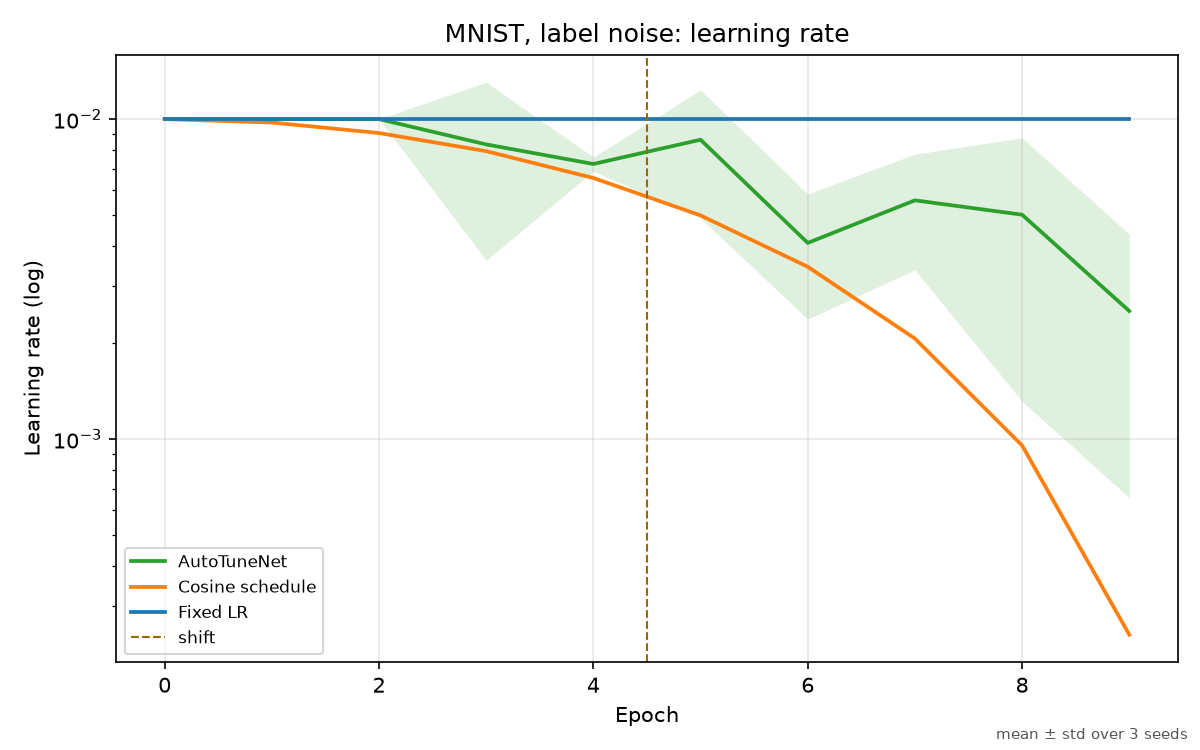 MNIST, label noise: learning rate
Learning rate (log)
10⁻²
10⁻³
AutoTuneNet
Cosine schedule
Fixed LR
shift
0 2 4 6 8
Epoch
mean ± std over 3 seeds